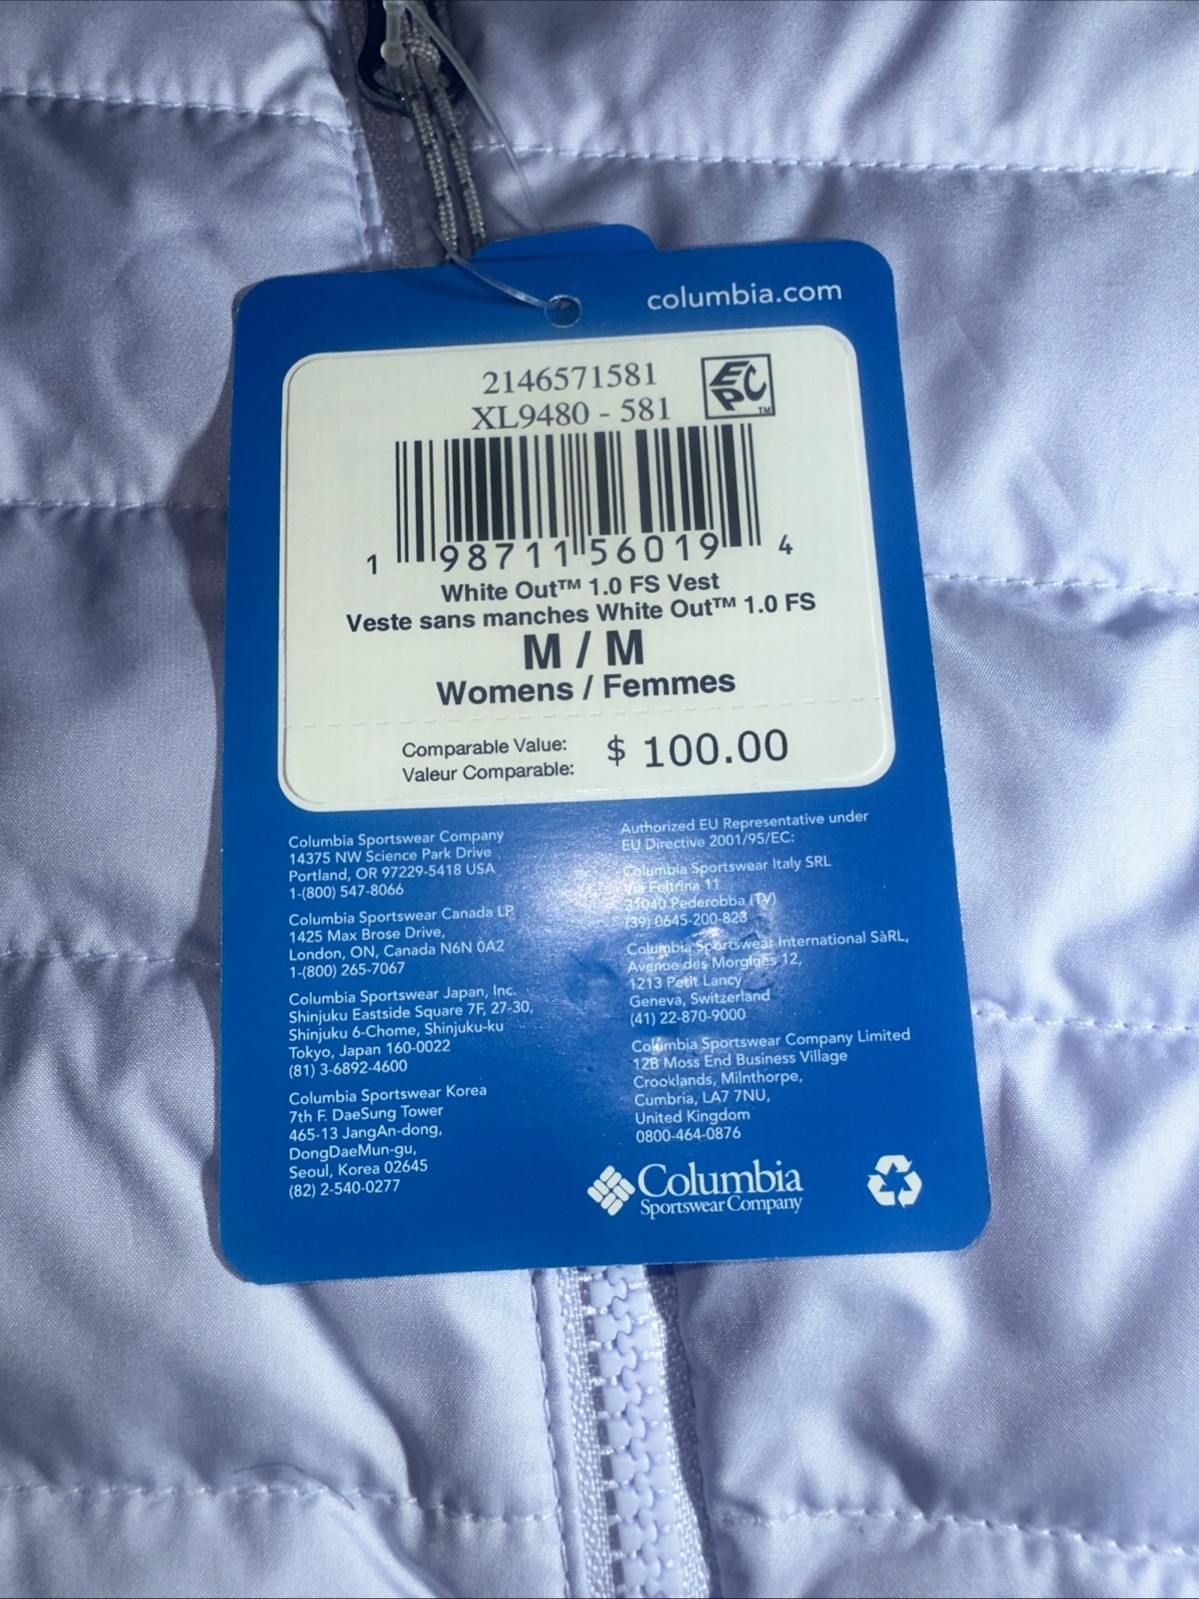 columbia.com
2146571581
XL9480 - 581
EPC
TM
1 98711 56019 4
White Out™ 1.0 FS Vest
Veste sans manches White Out™ 1.0 FS
M / M
Womens / Femmes
Comparable Value:
Valeur Comparable:
$ 100.00
Columbia Sportswear Company
14375 NW Science Park Drive
Portland, OR 97229-5418 USA
1-(800) 547-8066
Columbia Sportswear Canada LP
1425 Max Brose Drive,
London, ON, Canada N6N 0A2
1-(800) 265-7067
Columbia Sportswear Japan, Inc.
Shinjuku Eastside Square 7F, 27-30,
Shinjuku 6-Chome, Shinjuku-ku
Tokyo, Japan 160-0022
(81) 3-6892-4600
Columbia Sportswear Korea
7th F. DaeSung Tower
465-13 JangAn-dong,
DongDaeMun-gu,
Seoul, Korea 02645
(82) 2-540-0277
Authorized EU Representative under
EU Directive 2001/95/EC:
Columbia Sportswear Italy SRL
Via Feltrina 11
31040 Pederobba (TV)
(39) 0645-200-823
Columbia Sportswear International SàRL,
Avenue des Morgines 12,
1213 Petit Lancy
Geneva, Switzerland
(41) 22-870-9000
Columbia Sportswear Company Limited
12B Moss End Business Village
Crooklands, Milnthorpe,
Cumbria, LA7 7NU,
United Kingdom
0800-464-0876
Columbia
Sportswear Company